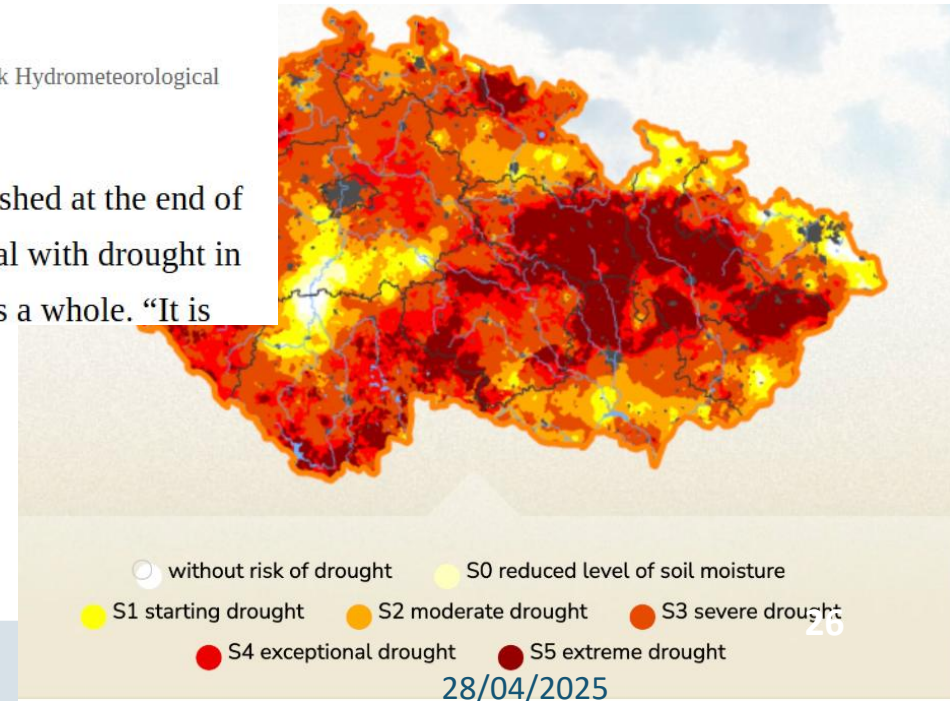 k Hydrometeorological
shed at the end of
al with drought in
s a whole. “It is
without risk of drought
S0 reduced level of soil moisture
S1 starting drought
S2 moderate drought
S3 severe drought
S4 exceptional drought
S5 extreme drought
26
28/04/2025